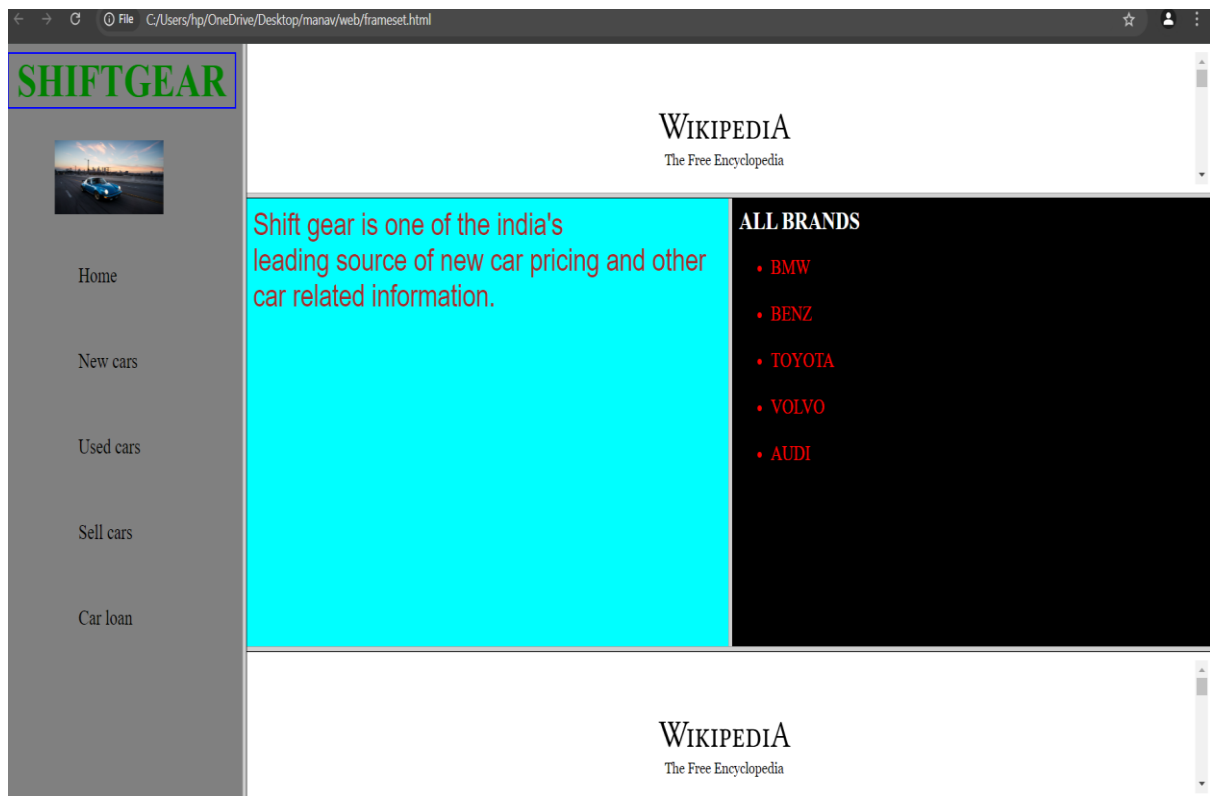 File C:/Users/hp/OneDrive/Desktop/manav/web/frameset.html
SHIFTGEAR
Home
New cars
Used cars
Sell cars
Car loan
WIKIPEDIA
The Free Encyclopedia
Shift gear is one of the india's
leading source of new car pricing and other
car related information.
ALL BRANDS
• BMW
• BENZ
• TOYOTA
• VOLVO
• AUDI
WIKIPEDIA
The Free Encyclopedia